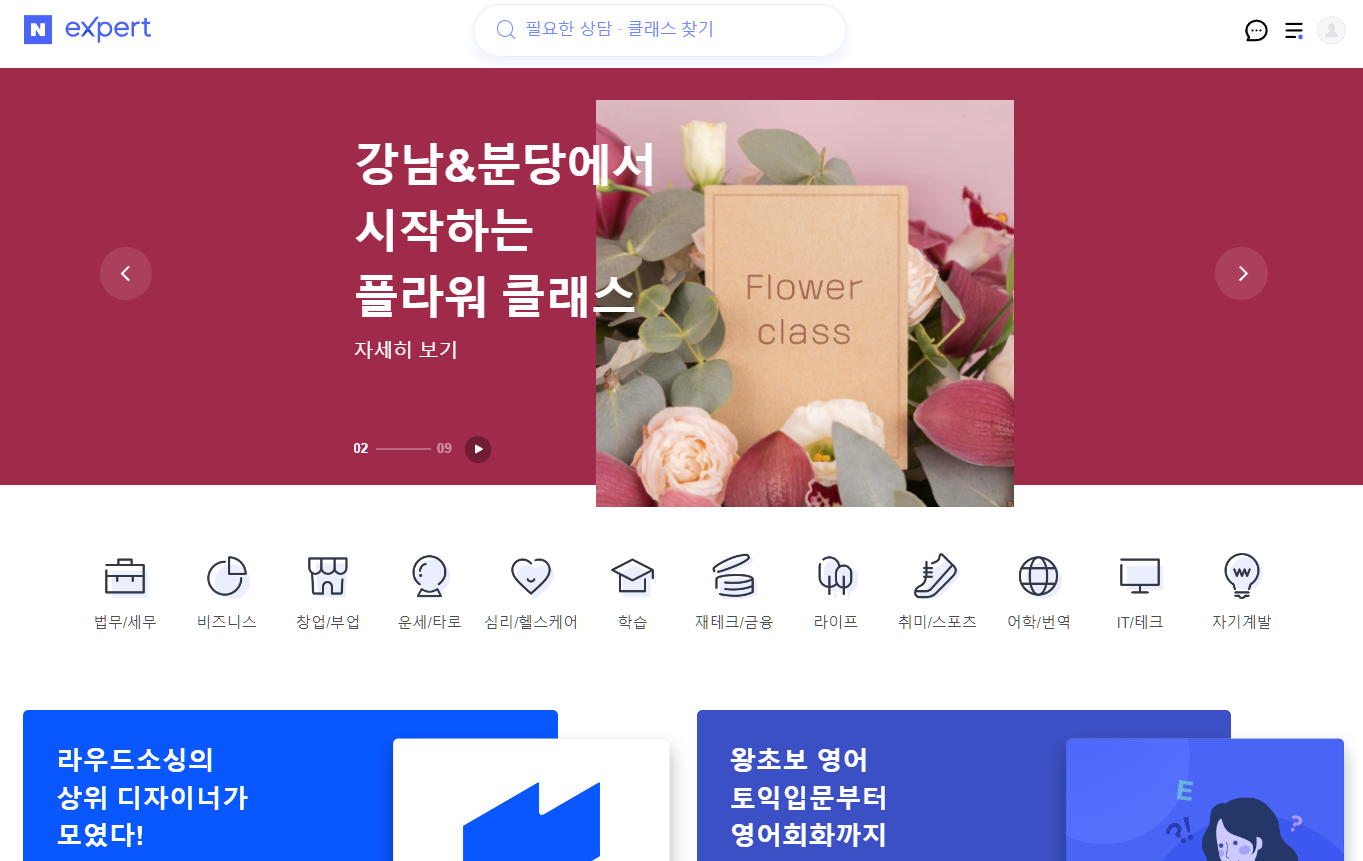 N expert
필요한 상담 · 클래스 찾기
강남&분당에서
시작하는
플라워 클래스
자세히 보기
02 09
Flower
class
법무/세무
비즈니스
창업/부업
운세/타로
심리/헬스케어
학습
재테크/금융
라이프
취미/스포츠
어학/번역
IT/테크
자기계발
라우드소싱의
상위 디자이너가
모였다!
왕초보 영어
토익입문부터
영어회화까지
E
?!
?